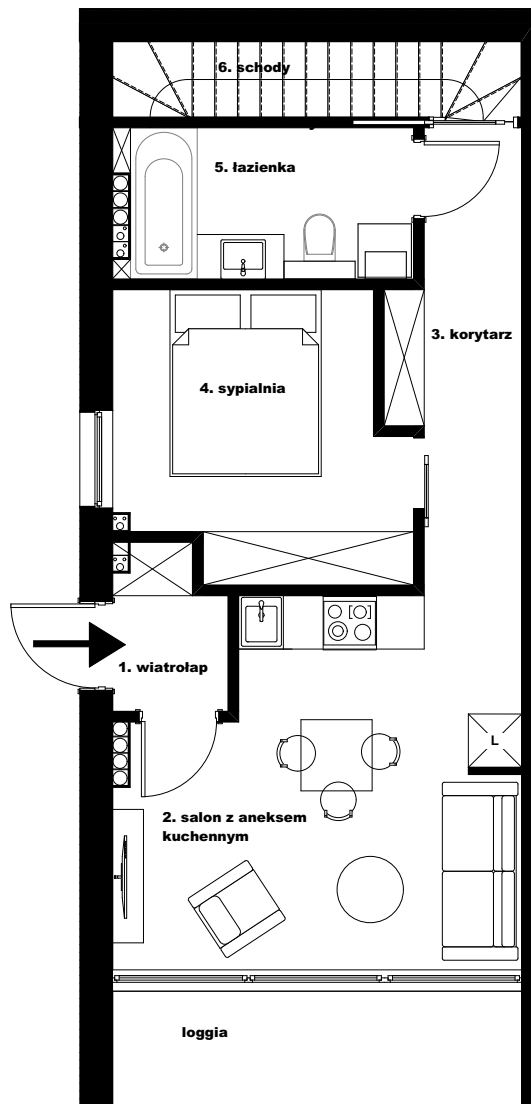 6. schody
5. łazienka
3. korytarz
4. sypialnia
1. wiatrołap
L
2. salon z aneksem
kuchennym
loggia